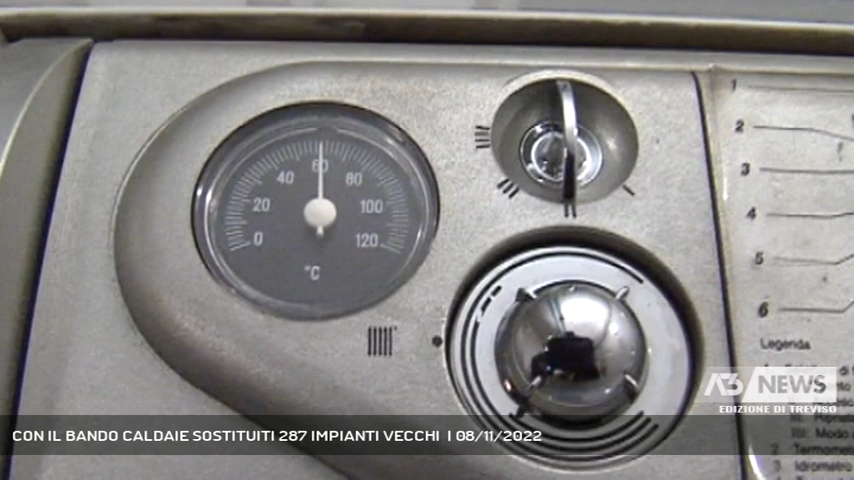 1
2
3
4
5
6
0
20
40
60
80
100
120
°C
Legenda
A3 NEWS
EDIZIONE DI TREVISO
CON IL BANDO CALDAIE SOSTITUITI 287 IMPIANTI VECCHI | 08/11/2022
2 Termomet
3 Idrometro